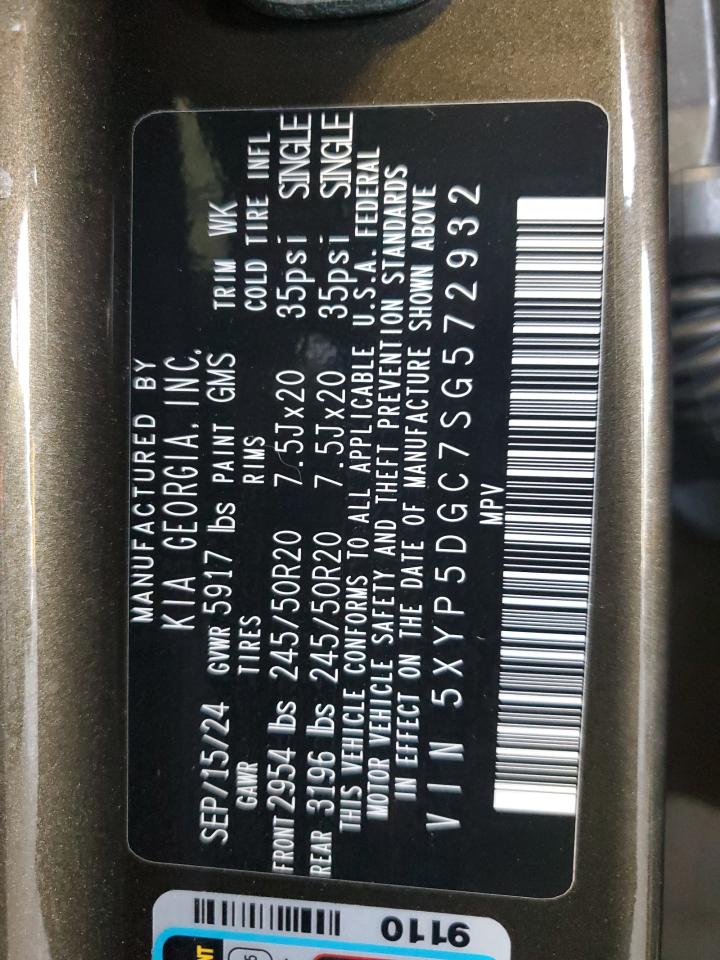 MANUFACTURED BY
KIA GEORGIA, INC.
SEP/15/24 GVWR 5917 lbs PAINT GMS TRIM WK
GAWR TIRES RIMS COLD TIRE INFL
FRONT 2954 lbs 245/50R20 7.5Jx20 35psi SINGLE
REAR 3196 lbs 245/50R20 7.5Jx20 35psi SINGLE
THIS VEHICLE CONFORMS TO ALL APPLICABLE U.S.A. FEDERAL
MOTOR VEHICLE SAFETY AND THEFT PREVENTION STANDARDS
IN EFFECT ON THE DATE OF MANUFACTURE SHOWN ABOVE
VIN 5XYP5DGC7SG572932
MPV
9110